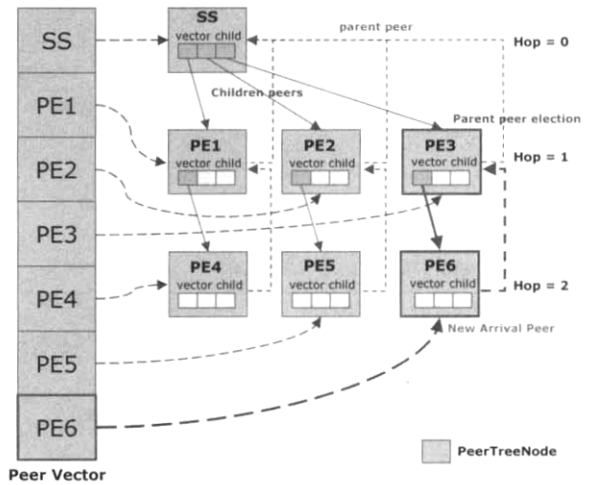 SS
PE1
PE2
PE3
PE4
PE5
PE6
Peer Vector
SS
vector child
parent peer
Hop = 0
Children peers
Parent peer election
PE1
vector child
PE2
vector child
PE3
vector child
Hop = 1
PE4
vector child
PE5
vector child
PE6
vector child
Hop = 2
New Arrival Peer
PeerTreeNode